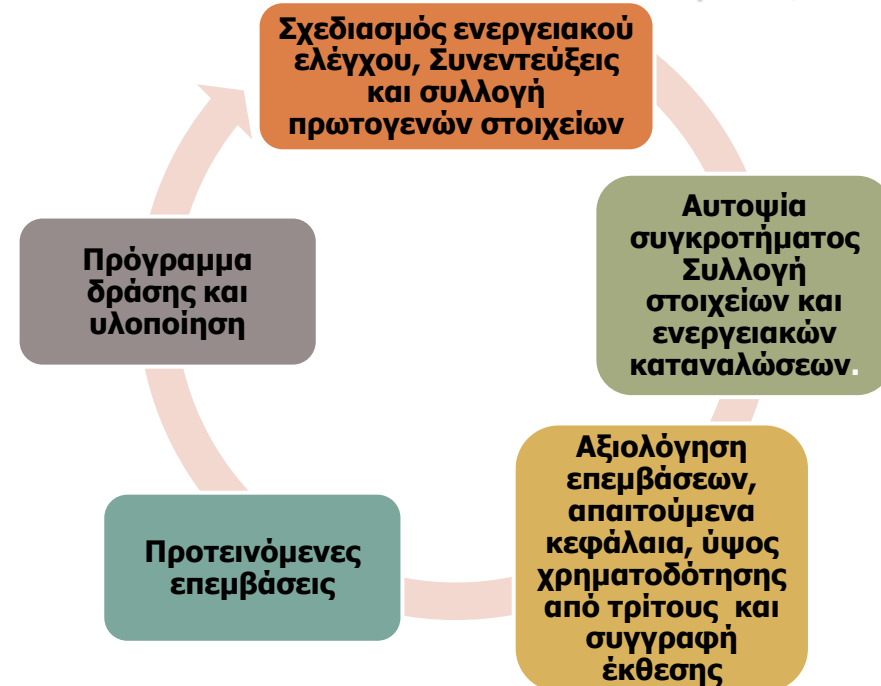 Σχεδιασμός ενεργειακού
ελέγχου, Συνεντεύξεις
και συλλογή
πρωτογενών στοιχείων
Αυτοψία
συγκροτήματος
Συλλογή
στοιχείων και
ενεργειακών
καταναλώσεων.
Αξιολόγηση
επεμβάσεων,
απαιτούμενα
κεφάλαια, ύψος
χρηματοδότησης
από τρίτους και
συγγραφή
έκθεσης
Προτεινόμενες
επεμβάσεις
Πρόγραμμα
δράσης και
υλοποίηση